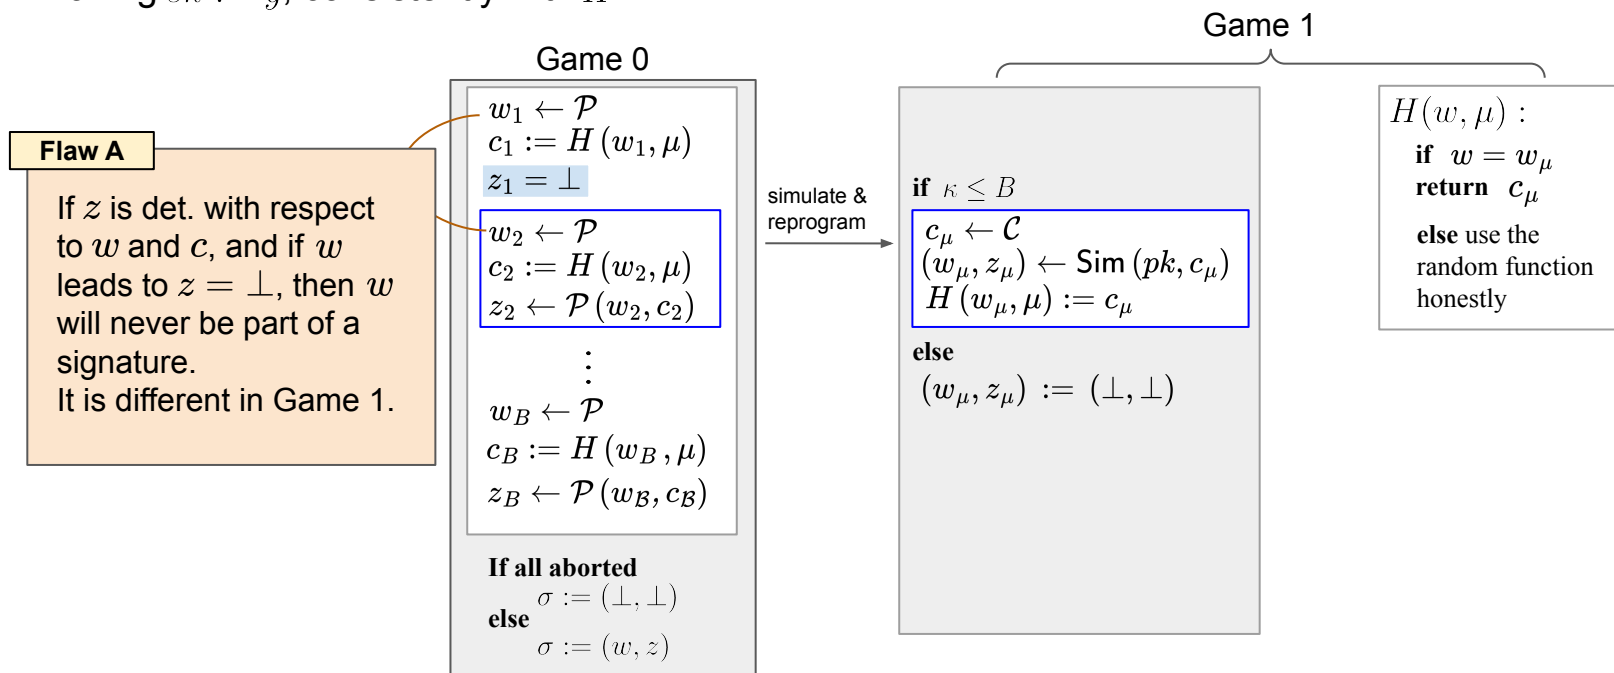 Game 1
Game 0
w₁ ← 𝒫
c₁ := H (w₁, μ)
z₁ = ⊥
w₂ ← 𝒫
c₂ := H (w₂, μ)
z₂ ← 𝒫 (w₂, c₂)
⋮
w_B ← 𝒫
c_B := H (w_B, μ)
z_B ← 𝒫 (w_ℬ, c_ℬ)
If all aborted
σ := (⊥, ⊥)
else
σ := (w, z)
Flaw A
If z is det. with respect
to w and c, and if w
leads to z = ⊥, then w
will never be part of a
signature.
It is different in Game 1.
simulate &
reprogram
if κ ≤ B
c_μ ← 𝒞
(w_μ, z_μ) ← Sim (pk, c_μ)
H (w_μ, μ) := c_μ
else
(w_μ, z_μ) := (⊥, ⊥)
H(w, μ) :
if w = w_μ
return c_μ
else use the
random function
honestly